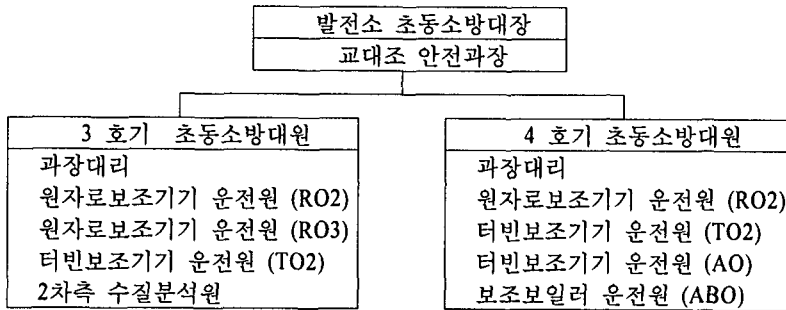 발전소 초동소방대장
교대조 안전과장
3 호기 초동소방대원
과장대리
원자로보조기기 운전원 (RO2)
원자로보조기기 운전원 (RO3)
터빈보조기기 운전원 (TO2)
2차측 수질분석원
4 호기 초동소방대원
과장대리
원자로보조기기 운전원 (RO2)
터빈보조기기 운전원 (TO2)
터빈보조기기 운전원 (AO)
보조보일러 운전원 (ABO)